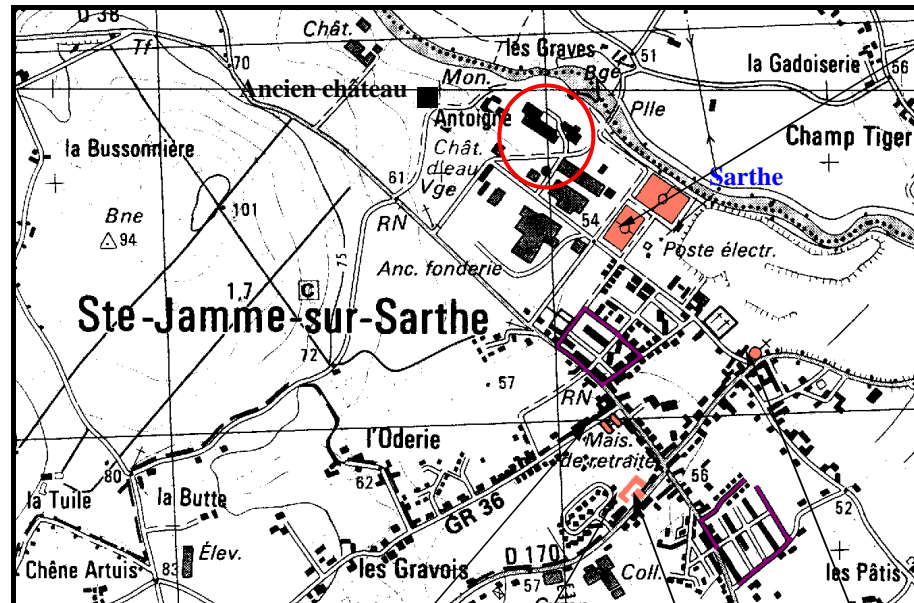 D 38
Tf
70
Chât.
les Graves
51
la Gadoiserie
56
Mon.
Bge
Ancien château
Plle
Antoigne
Champ Tiger
la Bussonnière
Chât.
d'eau
61
Vge
Sarthe
101
RN
54
Bne
94
75
Poste électr.
Anc. fonderie
C
1,7
Ste-Jamme-sur-Sarthe
72
57
RN
l'Oderie
Mais.
de retraite
80
62
56
la Tuile
la Butte
GR 36
52
Élev.
D 170
Chêne Artuis
83
les Gravois
57
Coll.
les Pâtis